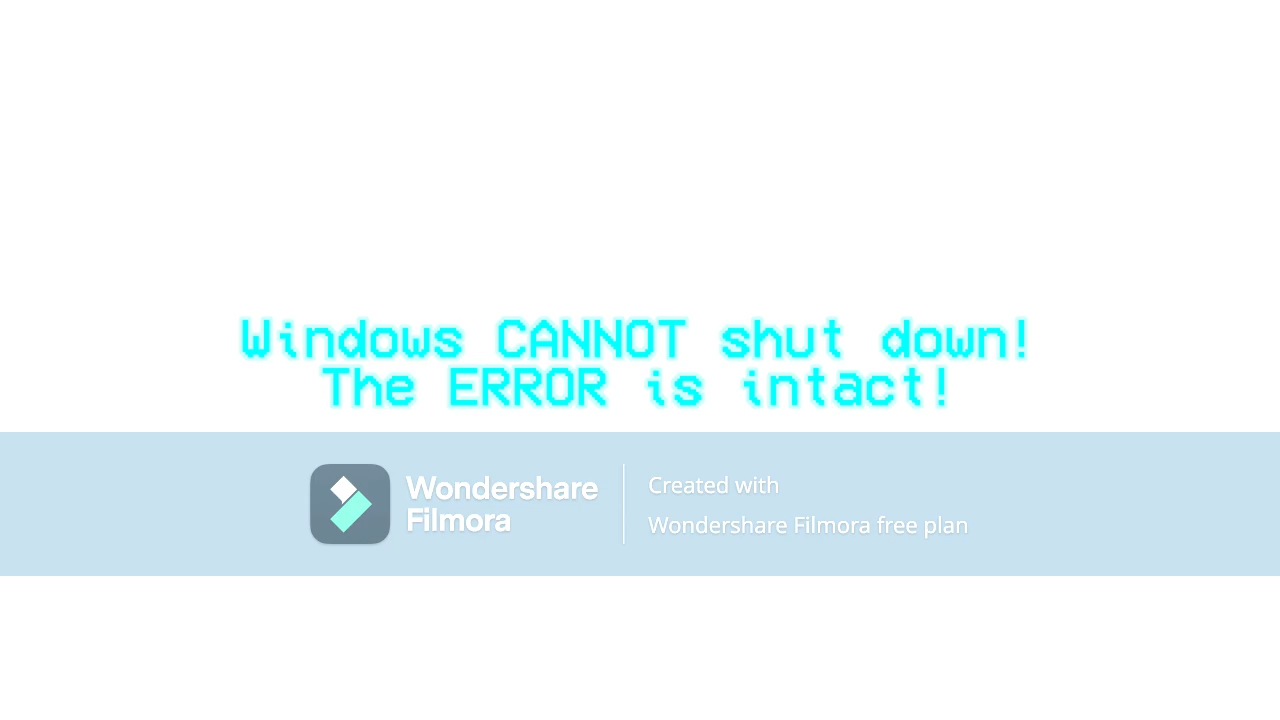 Windows CANNOT shut down!
The ERROR is intact!
Wondershare
Filmora
Created with
Wondershare Filmora free plan